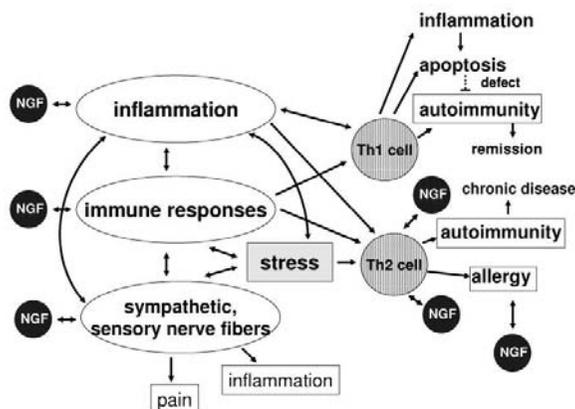 inflammation
apoptosis
defect
autoimmunity
remission
NGF
inflammation
Th1 cell
NGF
immune responses
NGF
chronic disease
autoimmunity
stress
Th2 cell
allergy
NGF
sympathetic,
sensory nerve fibers
NGF
NGF
inflammation
pain